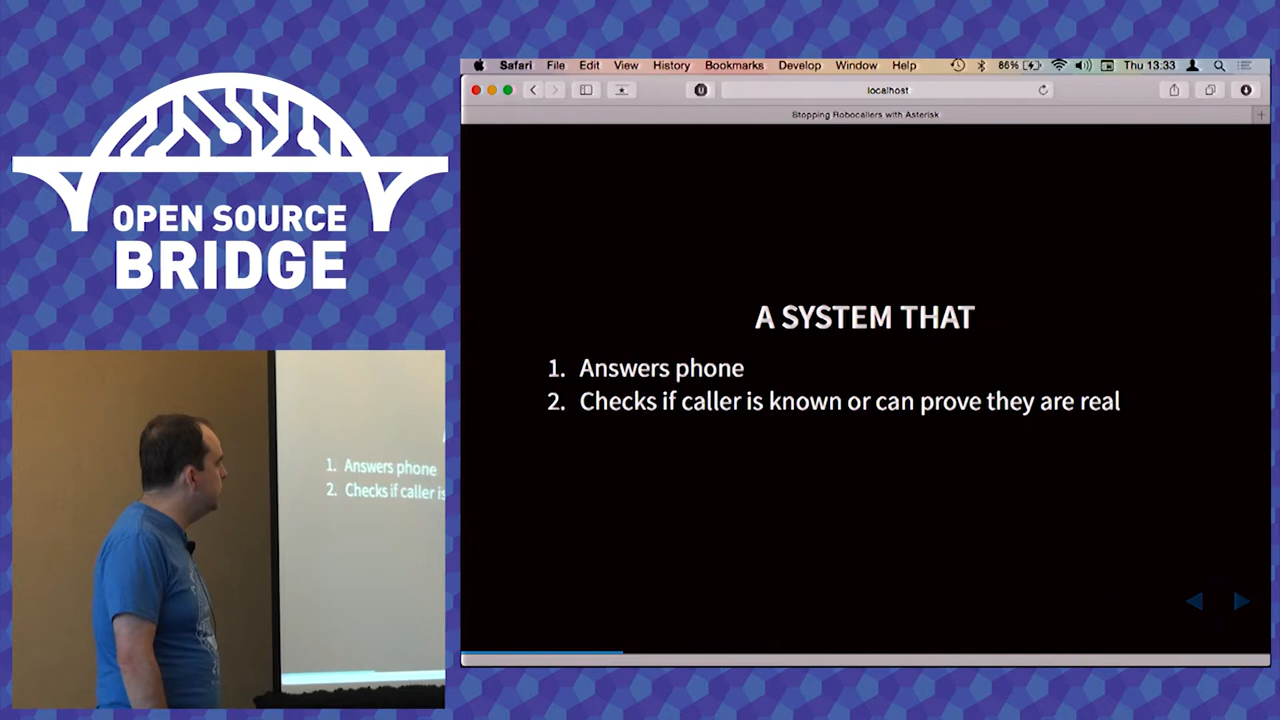 OPEN SOURCE
BRIDGE
Safari File Edit View History Bookmarks Develop Window Help 86% Thu 13:33
localhost
Stopping Robocallers with Asterisk
A SYSTEM THAT
1. Answers phone
2. Checks if caller is known or can prove they are real
1. Answers phone
2. Checks if caller is